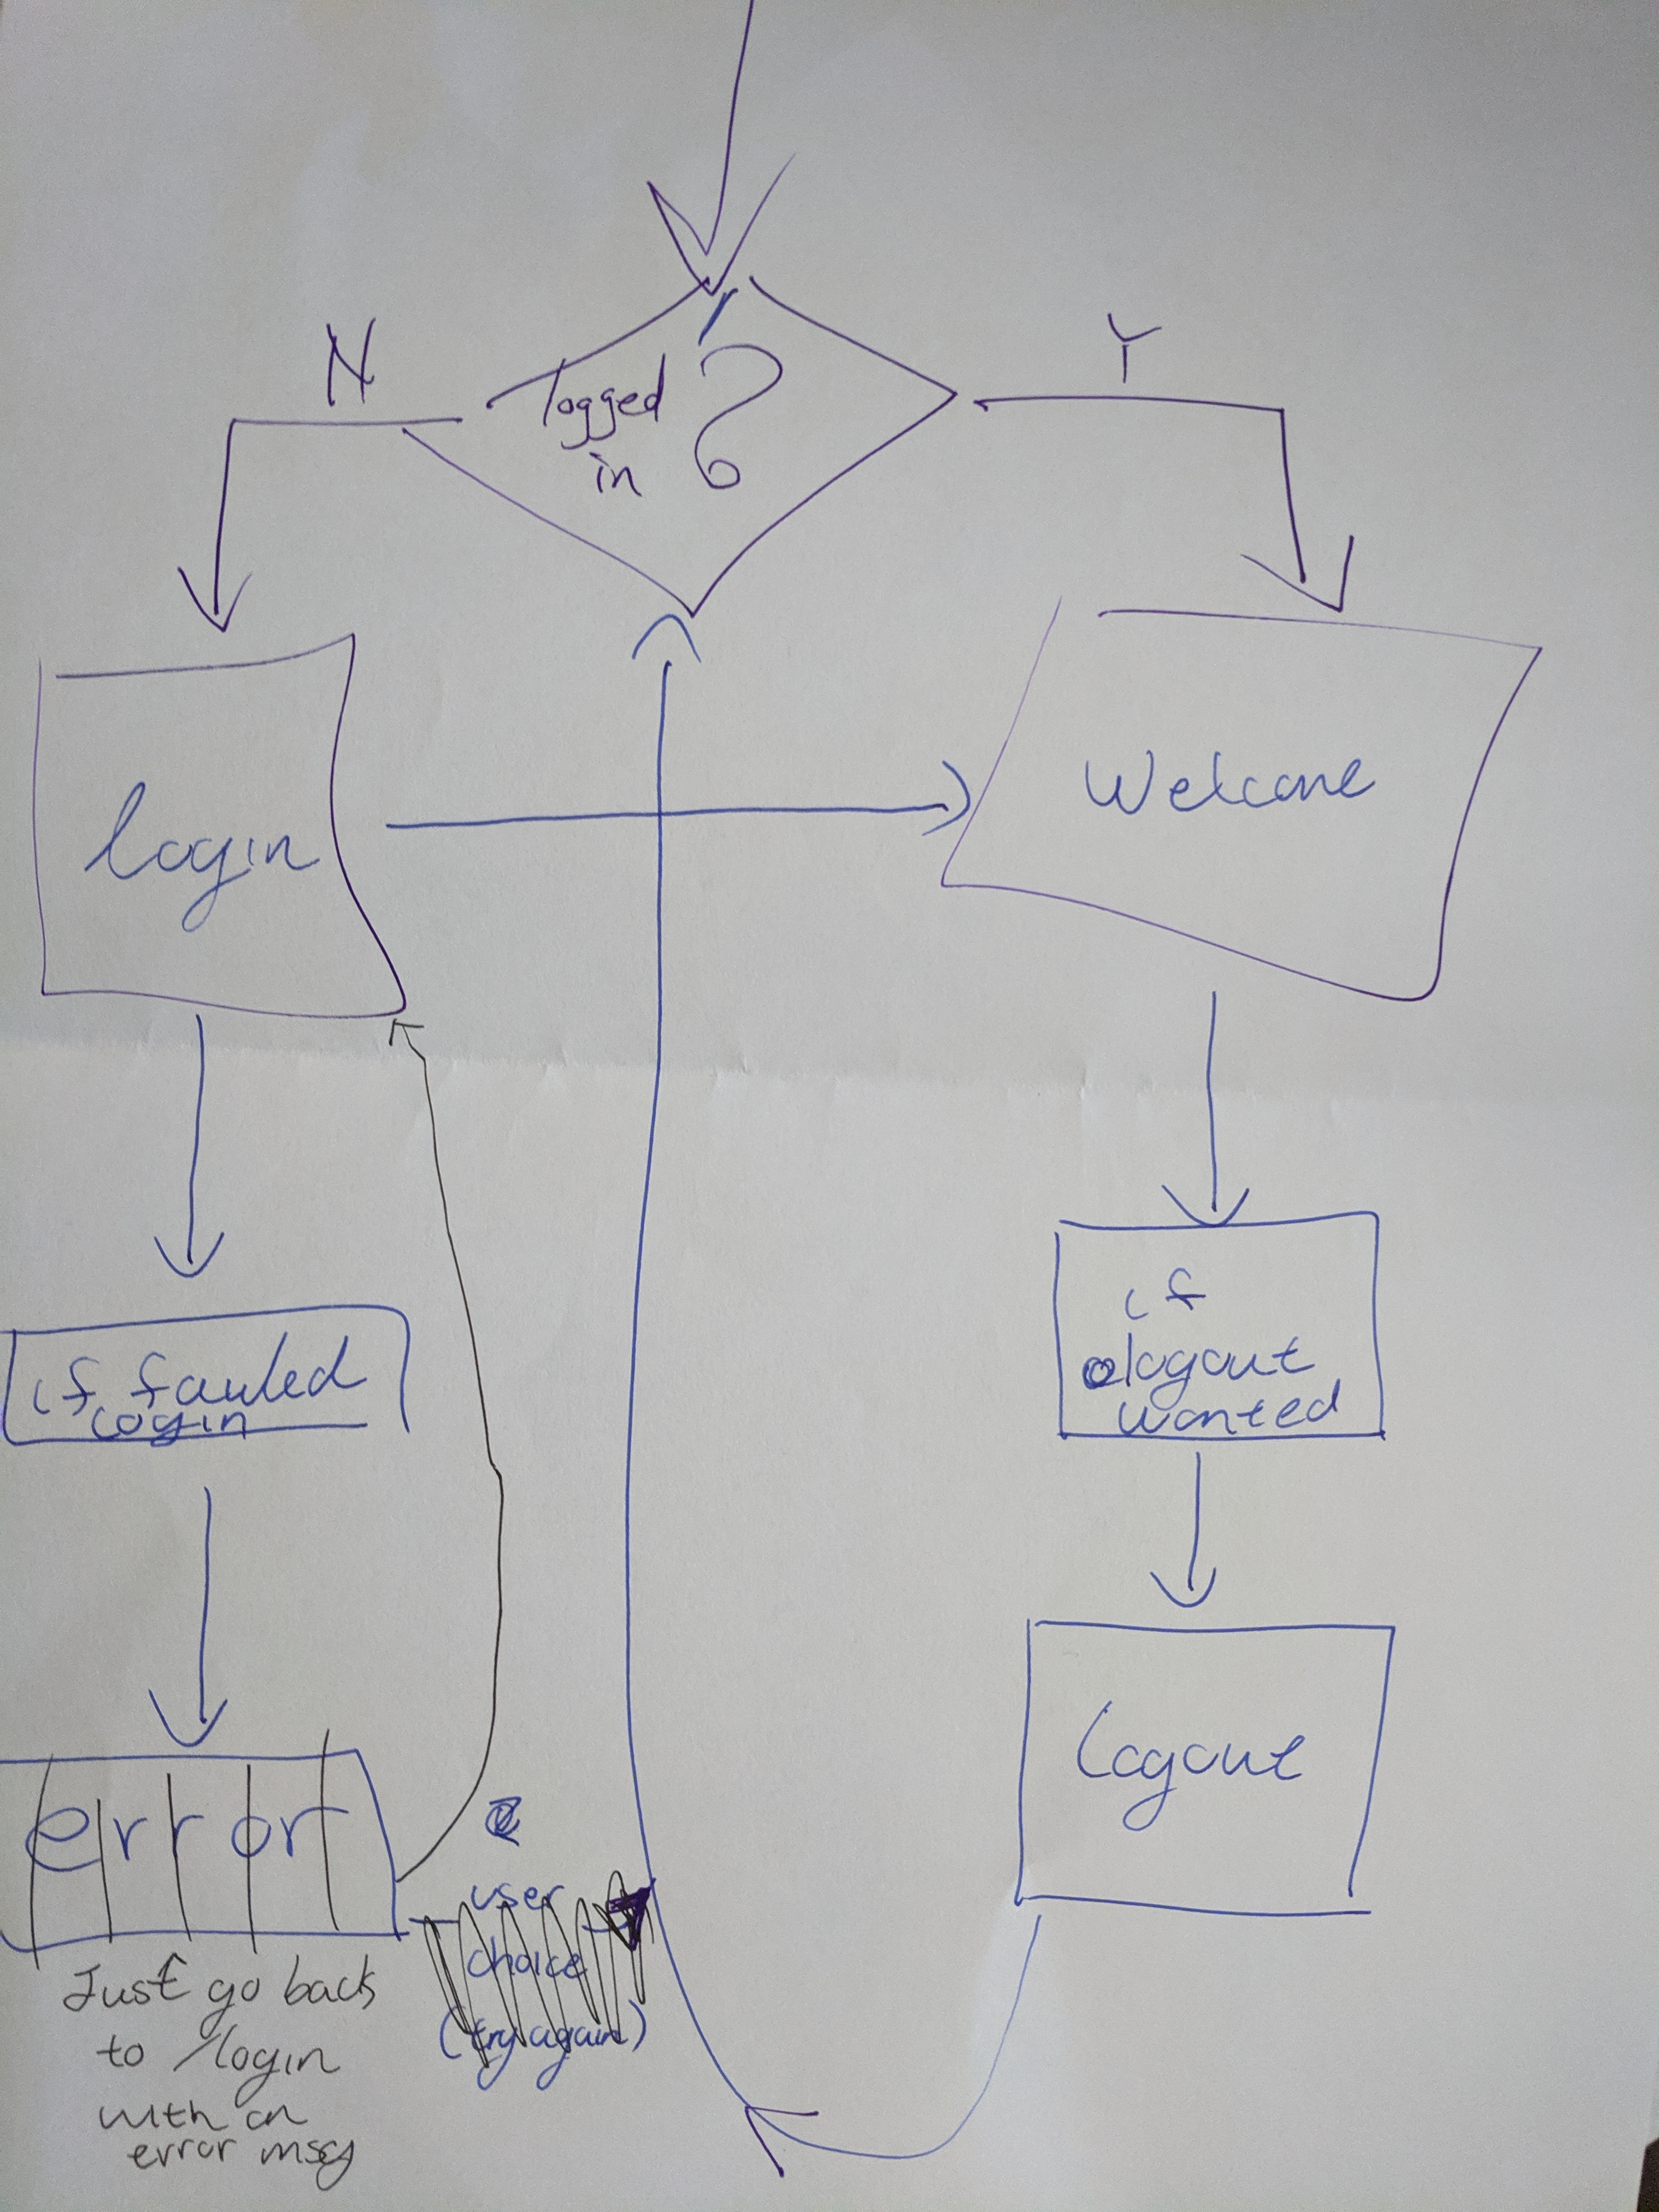 N
Y
logged
in ?
login
Welcome
if failed
login
if
logout
wanted
error
logout
user
choice
(try again)
Just go back
to /login
with an
error msg